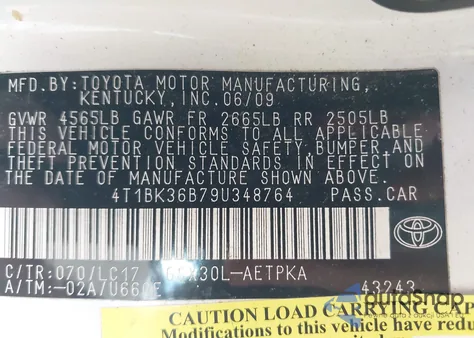 MFD.BY:TOYOTA MOTOR MANUFACTURING,
KENTUCKY, INC. 06/09
GVWR 4565LB GAWR FR 2665LB RR 2505LB
THIS VEHICLE CONFORMS TO ALL APPLICABLE
FEDERAL MOTOR VEHICLE SAFETY, BUMPER AND
THEFT PREVENTION STANDARDS IN EFFECT ON
THE DATE OF MANUFACTURE SHOWN ABOVE.
4T1BK36B79U348764 PASS.CAR
TOYOTA
C/TR:070/LC17
A/TM:-02A/U660E 43243
CAUTION LOAD
Modifications to this vehicle have redu